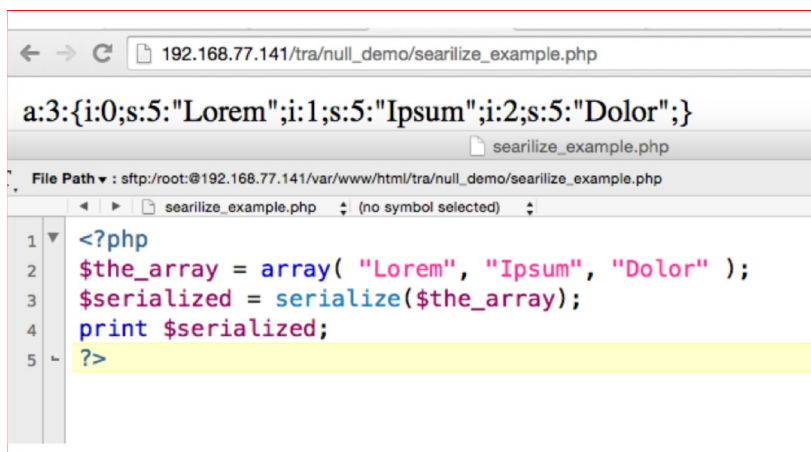 192.168.77.141/tra/null_demo/searilize_example.php
a:3:{i:0;s:5:"Lorem";i:1;s:5:"Ipsum";i:2;s:5:"Dolor";}
searilize_example.php
File Path ▾ : sftp:/root:@192.168.77.141/var/www/html/tra/null_demo/searilize_example.php
searilize_example.php (no symbol selected)
1 <?php
2 $the_array = array( "Lorem", "Ipsum", "Dolor" );
3 $serialized = serialize($the_array);
4 print $serialized;
5 ?>